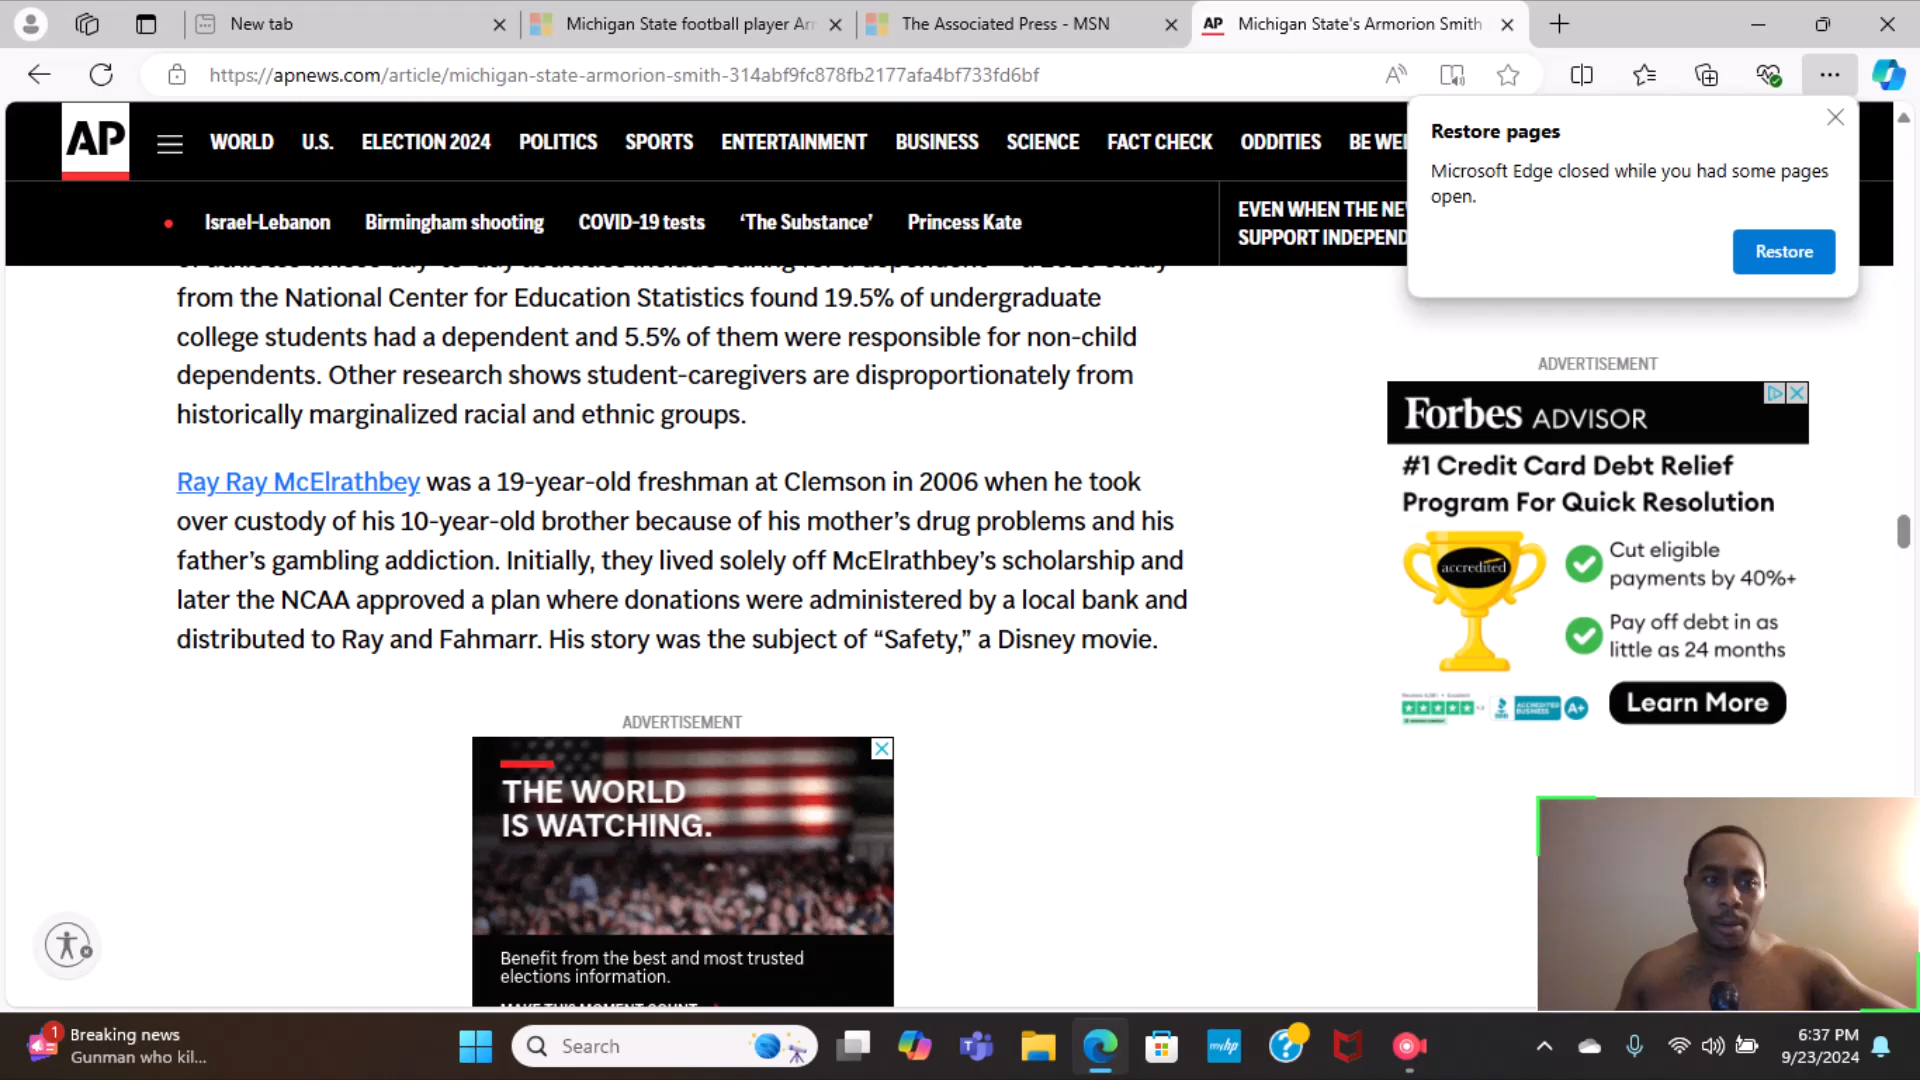 New tab
Michigan State football player Ar
The Associated Press - MSN
AP
Michigan State's Armorion Smith
https://apnews.com/article/michigan-state-armorion-smith-314abf9fc878fb2177afa4bf733fd6bf
AP
WORLD U.S. ELECTION 2024 POLITICS SPORTS ENTERTAINMENT BUSINESS SCIENCE FACT CHECK ODDITIES BE WEL
Israel-Lebanon Birmingham shooting COVID-19 tests ‘The Substance’ Princess Kate
EVEN WHEN THE NE
SUPPORT INDEPEND
Restore pages
Microsoft Edge closed while you had some pages
open.
Restore
from the National Center for Education Statistics found 19.5% of undergraduate
college students had a dependent and 5.5% of them were responsible for non-child
dependents. Other research shows student-caregivers are disproportionately from
historically marginalized racial and ethnic groups.
Ray Ray McElrathbey was a 19-year-old freshman at Clemson in 2006 when he took
over custody of his 10-year-old brother because of his mother’s drug problems and his
father’s gambling addiction. Initially, they lived solely off McElrathbey’s scholarship and
later the NCAA approved a plan where donations were administered by a local bank and
distributed to Ray and Fahmarr. His story was the subject of “Safety,” a Disney movie.
ADVERTISEMENT
THE WORLD
IS WATCHING.
Benefit from the best and most trusted
elections information.
MAKE THIS MOMENT COUNT
ADVERTISEMENT
Forbes ADVISOR
#1 Credit Card Debt Relief
Program For Quick Resolution
accredited
Cut eligible
payments by 40%+
Pay off debt in as
little as 24 months
ACCREDITED
BUSINESS
A+
Learn More
1
Breaking news
Gunman who kil...
Search
myhp
6:37 PM
9/23/2024